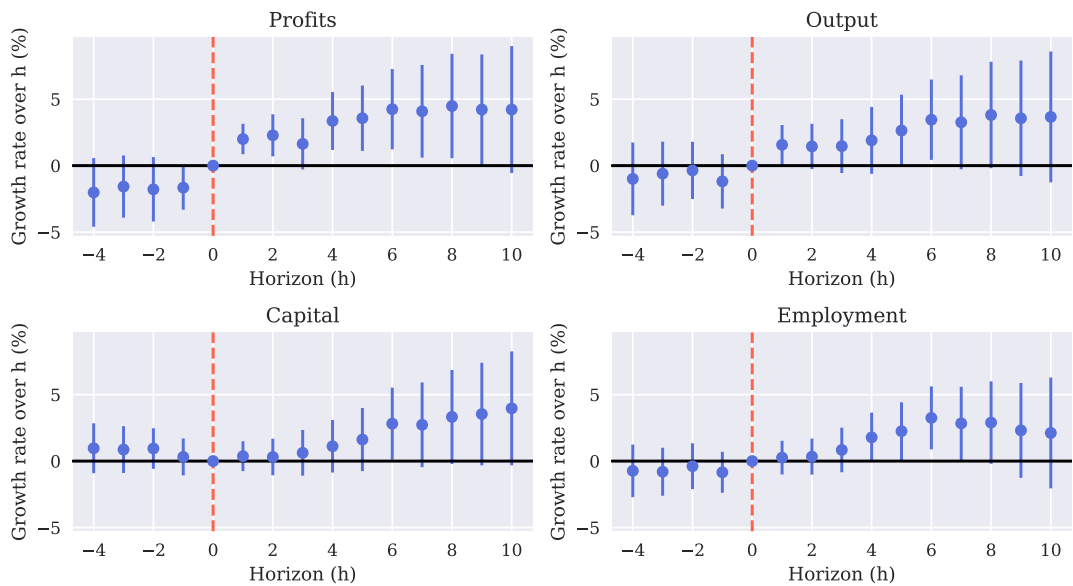 Profits
Growth rate over h (%)
5
0
−5
−4 −2 0 2 4 6 8 10
Horizon (h)
Output
Growth rate over h (%)
5
0
−5
−4 −2 0 2 4 6 8 10
Horizon (h)
Capital
Growth rate over h (%)
5
0
−5
−4 −2 0 2 4 6 8 10
Horizon (h)
Employment
Growth rate over h (%)
5
0
−5
−4 −2 0 2 4 6 8 10
Horizon (h)